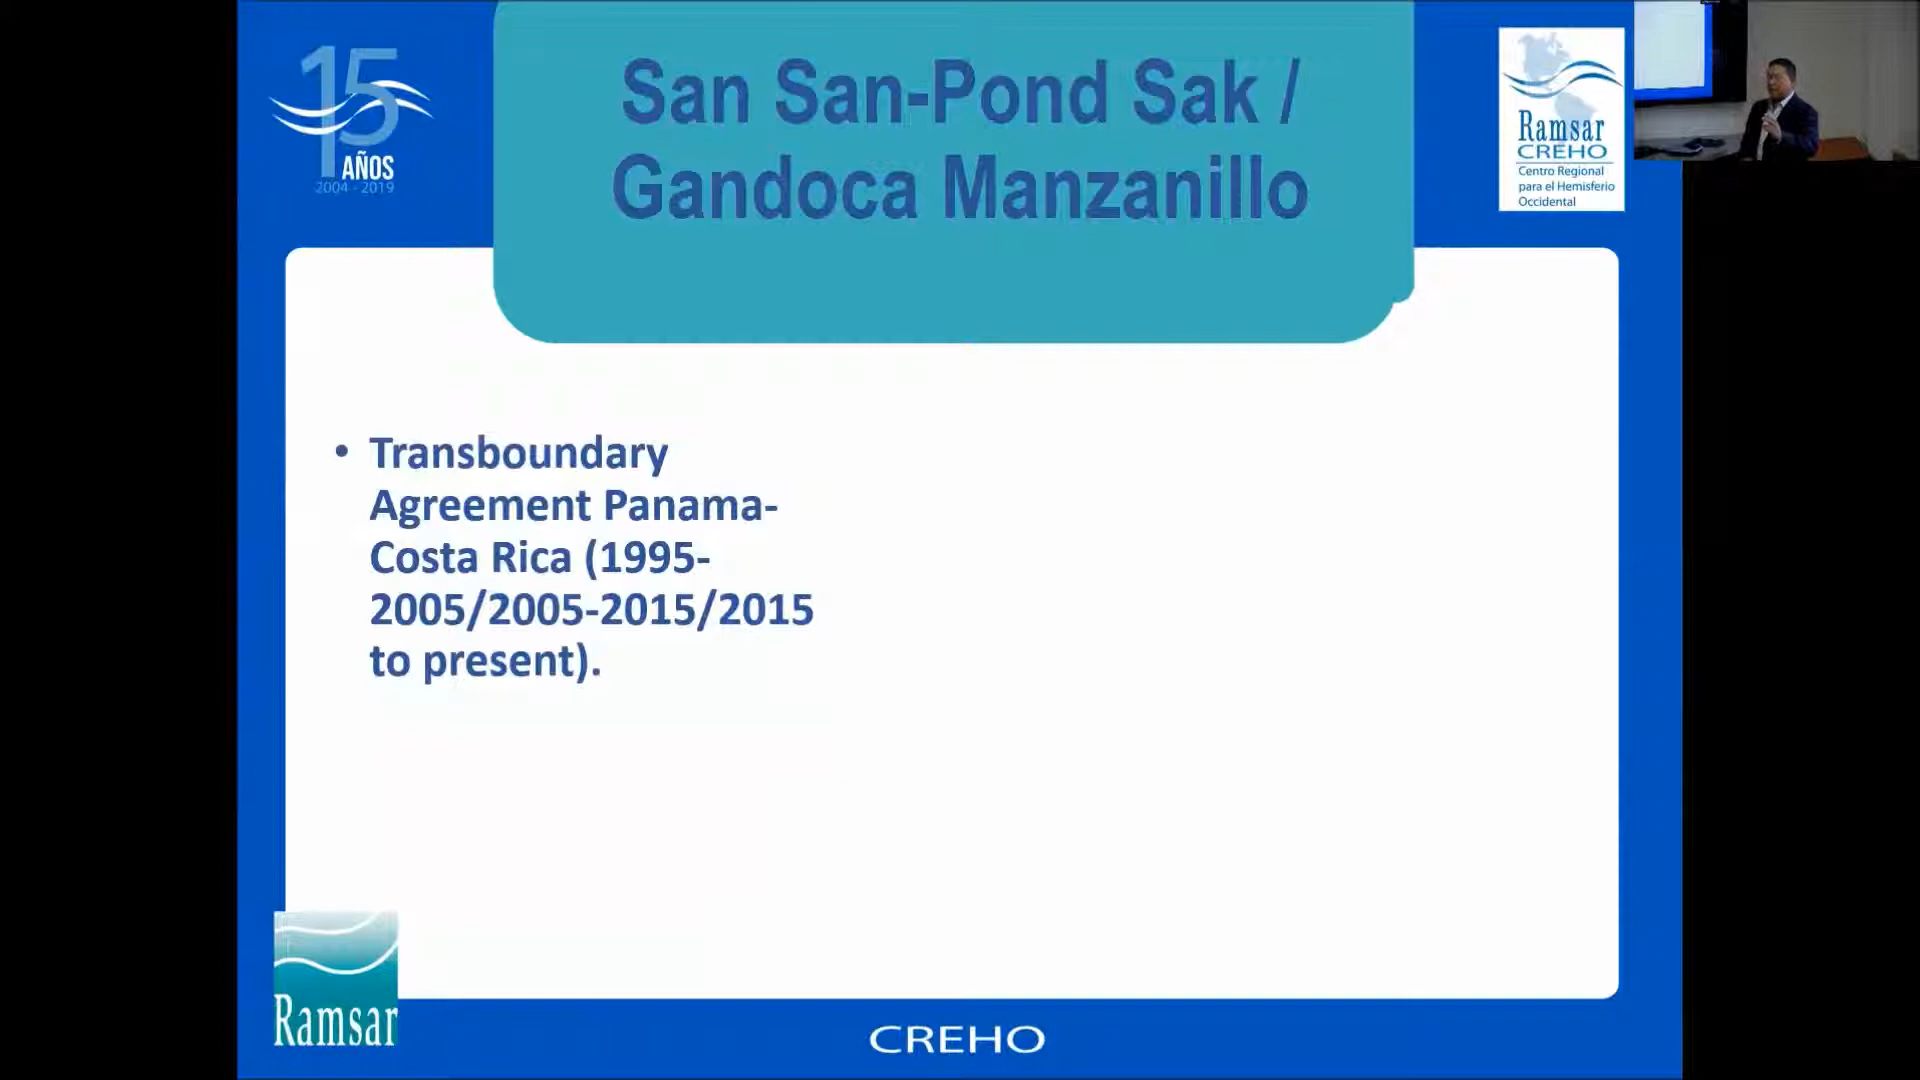 15
AÑOS
2004 - 2019
San San-Pond Sak /
Gandoca Manzanillo
Ramsar
CREHO
Centro Regional
para el Hemisferio
Occidental
• Transboundary
Agreement Panama-
Costa Rica (1995-
2005/2005-2015/2015
to present).
Ramsar
CREHO